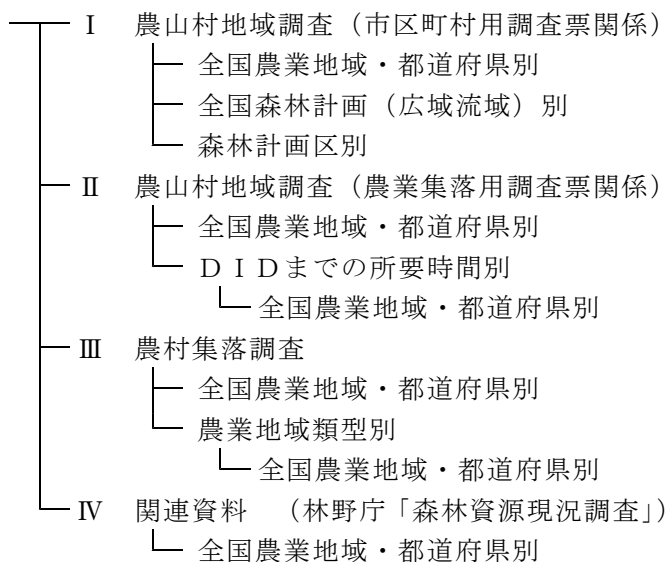 Ⅰ 農山村地域調査（市区町村用調査票関係）
全国農業地域・都道府県別
全国森林計画（広域流域）別
森林計画区別
Ⅱ 農山村地域調査（農業集落用調査票関係）
全国農業地域・都道府県別
ＤＩＤまでの所要時間別
全国農業地域・都道府県別
Ⅲ 農村集落調査
全国農業地域・都道府県別
農業地域類型別
全国農業地域・都道府県別
Ⅳ 関連資料　（林野庁「森林資源現況調査」）
全国農業地域・都道府県別